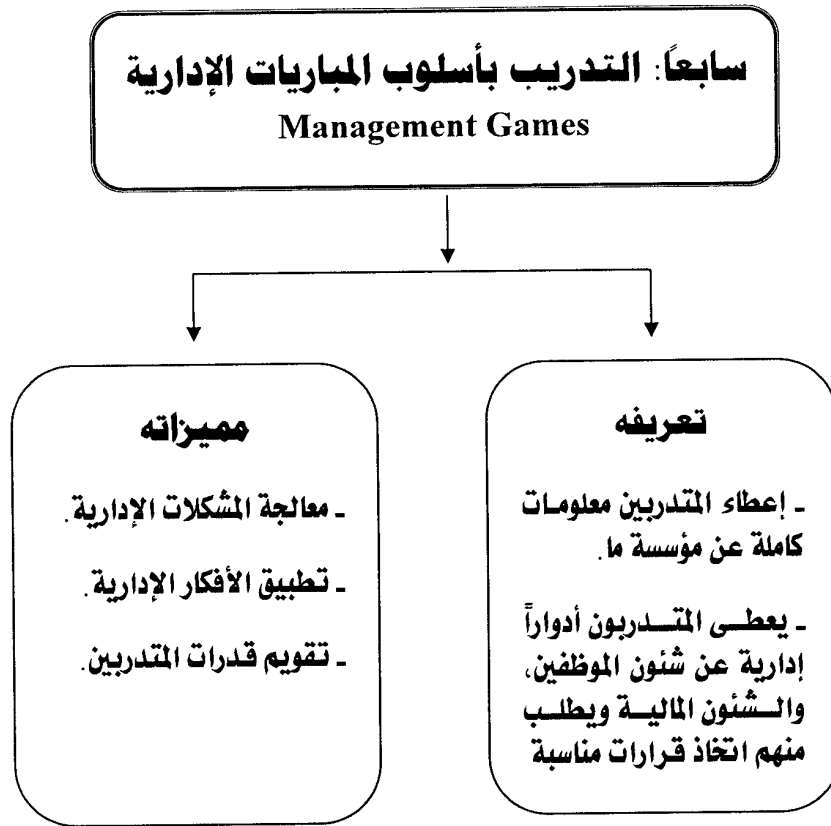 سابعاً: التدريب بأسلوب المباريات الإدارية
Management Games
تعريفه
ـ إعطاء المتدربين معلومات
كاملة عن مؤسسة ما.
ـ يعطى المتدربون أدواراً
إدارية عن شئون الموظفين،
والشئون المالية ويطلب
منهم اتخاذ قرارات مناسبة
مميزاته
ـ معالجة المشكلات الإدارية.
ـ تطبيق الأفكار الإدارية.
ـ تقويم قدرات المتدربين.